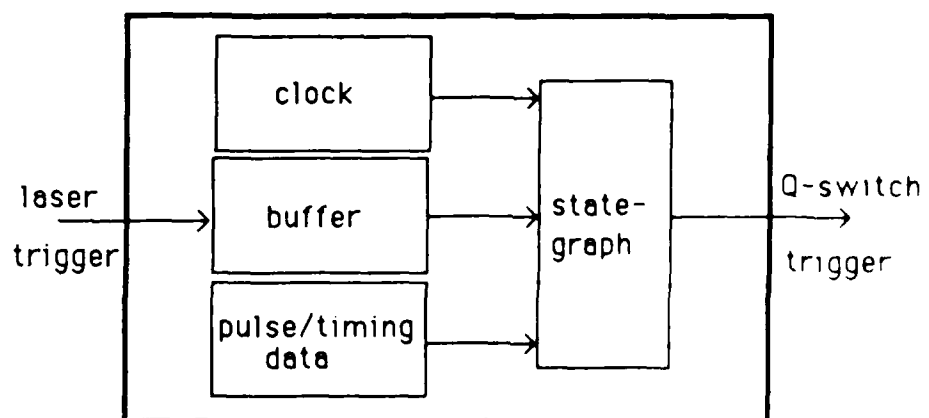 clock
laser
trigger
buffer
pulse/timing
data
state-
graph
Q-switch
trigger